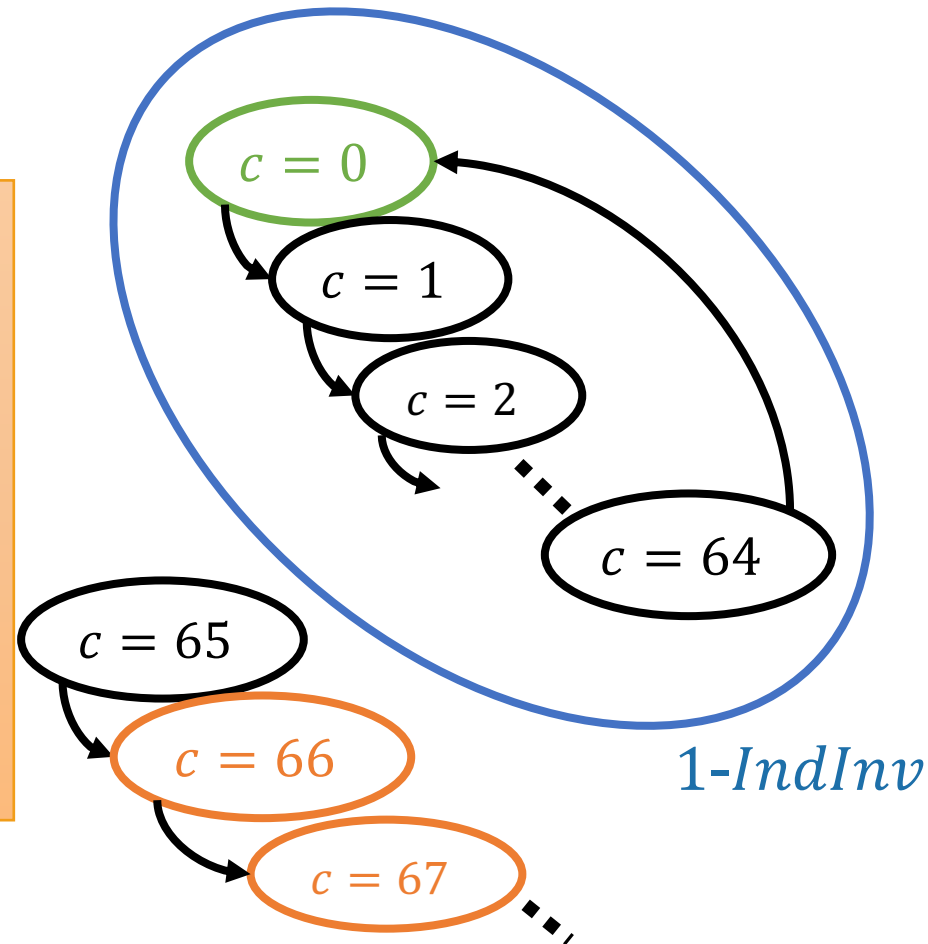 c = 0
c = 1
c = 2
c = 64
c = 65
c = 66
1-IndInv
c = 67